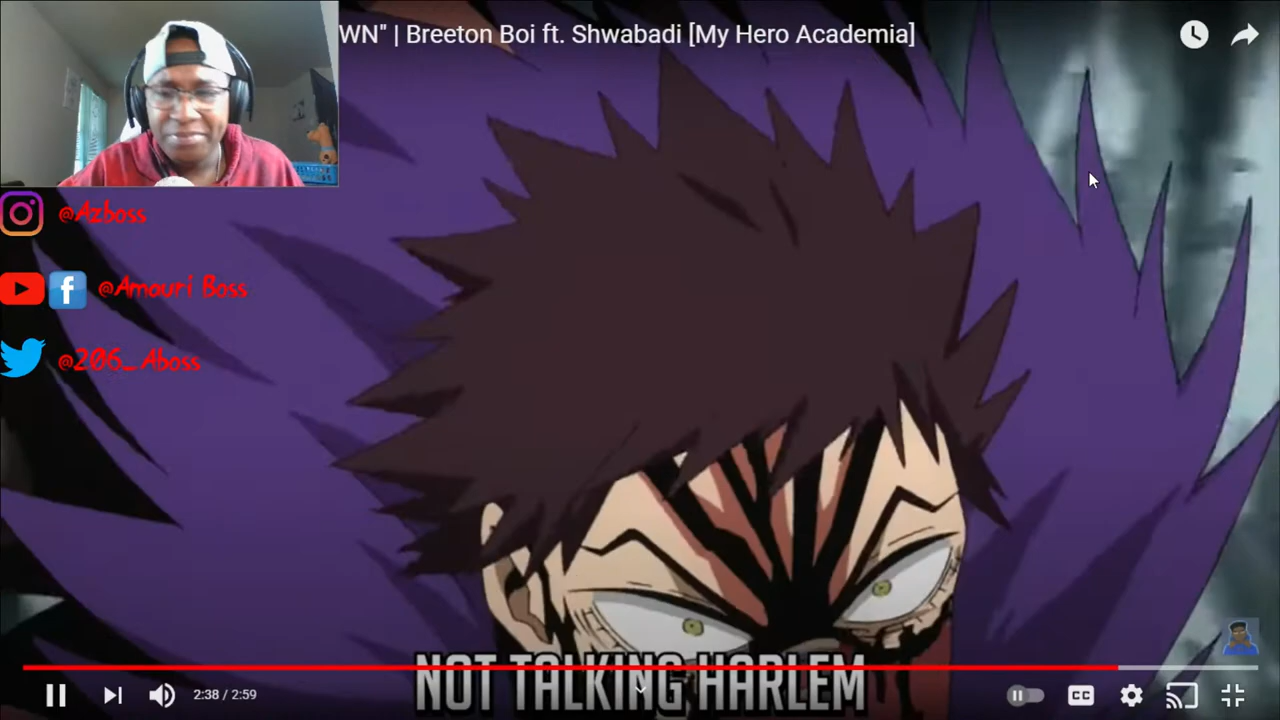 WN" | Breeton Boi ft. Shwabadi [My Hero Academia]
@Azboss
@Amouri Boss
@206_Aboss
NOT TALKING HARLEM
2:38 / 2:59
CC